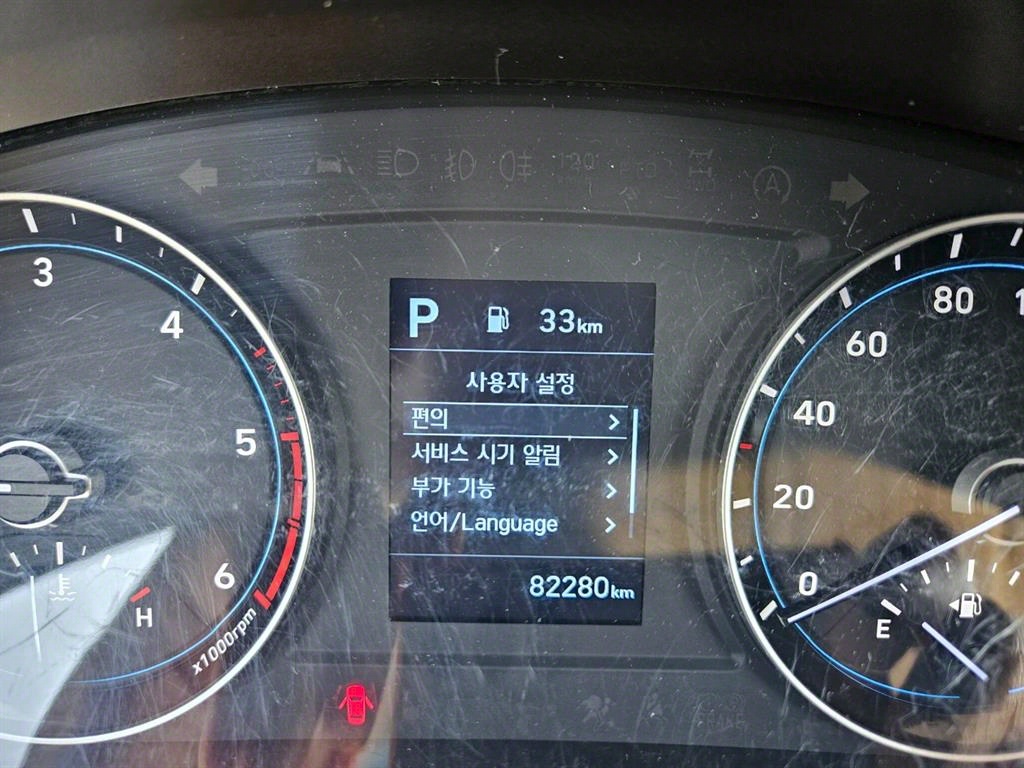 P 33km
사용자 설정
편의
서비스 시기 알림
부가 기능
언어/Language
82280km
3
4
5
6
x1000rpm
H
0
20
40
60
80
E
A